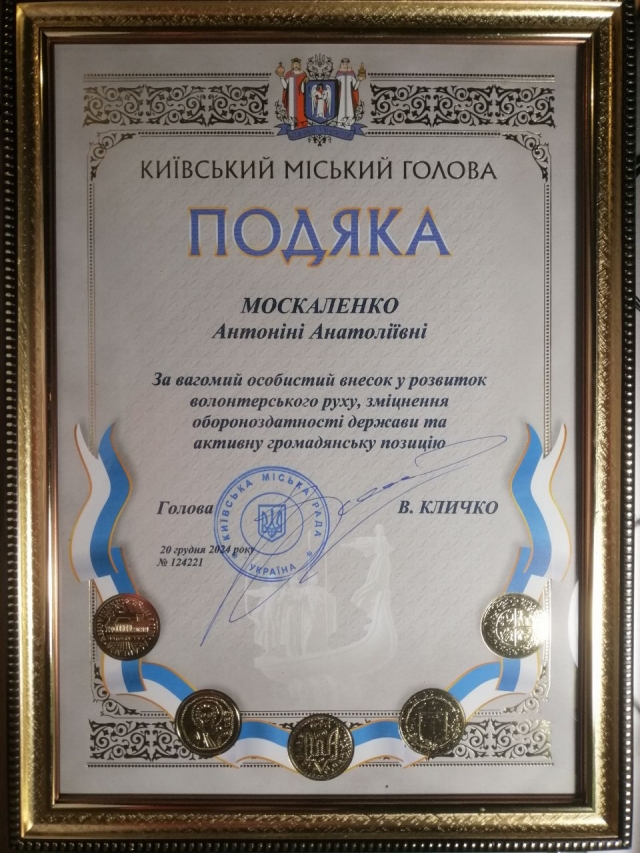 КИЇВСЬКИЙ МІСЬКИЙ ГОЛОВА
ПОДЯКА
МОСКАЛЕНКО
Антоніні Анатоліївні
За вагомий особистий внесок у розвиток
волонтерського руху, зміцнення
обороноздатності держави та
активну громадянську позицію
Голова
В. КЛИЧКО
КИЇВСЬКА МІСЬКА РАДА
УКРАЇНА
20 грудня 2024 року
№ 124221